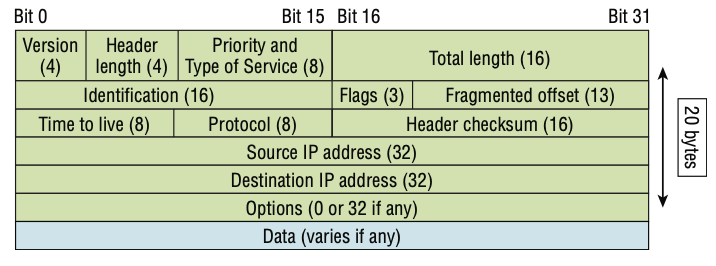 Bit 0 Bit 15 Bit 16 Bit 31
Version Header Priority and Total length (16)
(4) length (4) Type of Service (8)
Identification (16) Flags (3) Fragmented offset (13)
Time to live (8) Protocol (8) Header checksum (16)
Source IP address (32)
Destination IP address (32)
Options (0 or 32 if any)
Data (varies if any)
20 bytes